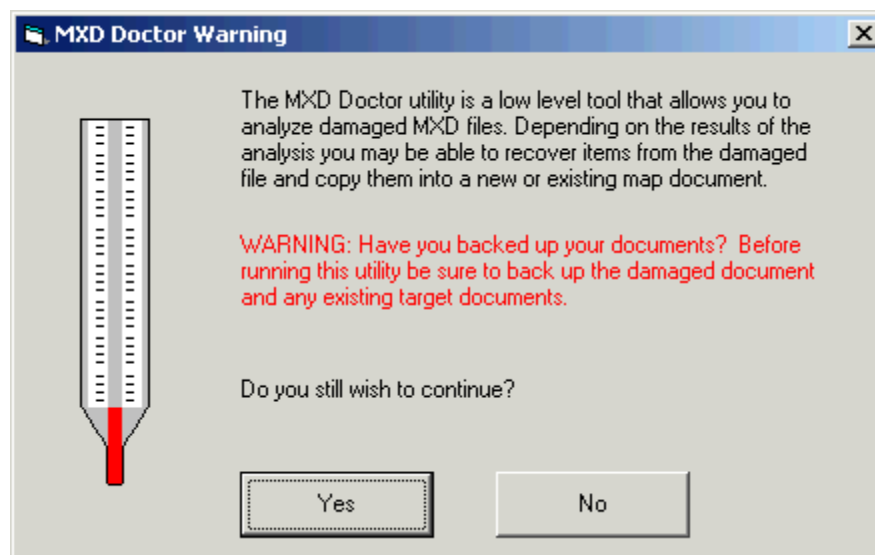 MXD Doctor Warning
The MXD Doctor utility is a low level tool that allows you to
analyze damaged MXD files. Depending on the results of the
analysis you may be able to recover items from the damaged
file and copy them into a new or existing map document.
WARNING: Have you backed up your documents?  Before
running this utility be sure to back up the damaged document
and any existing target documents.
Do you still wish to continue?
Yes
No